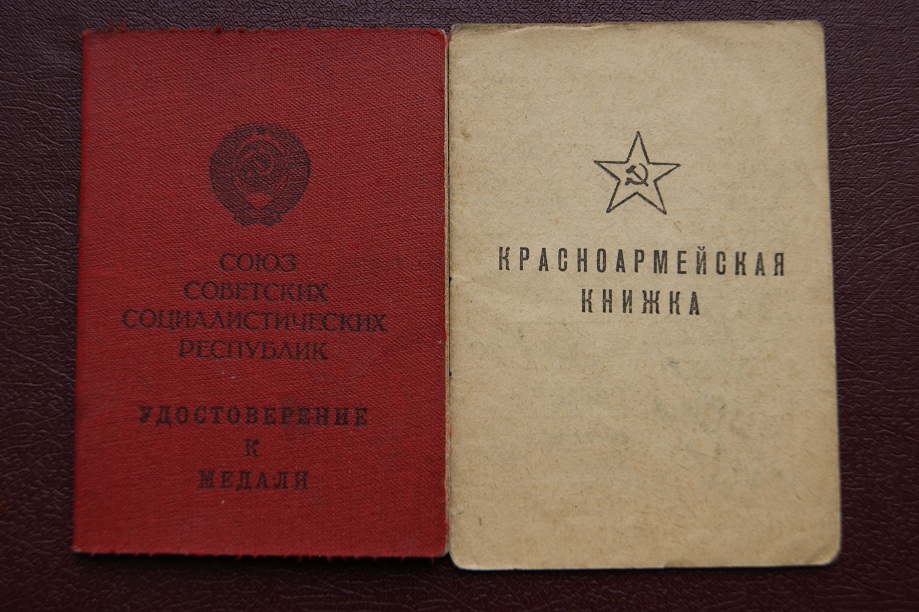 СОЮЗ
СОВЕТСКИХ
СОЦИАЛИСТИЧЕСКИХ
РЕСПУБЛИК
УДОСТОВЕРЕНИЕ
К
МЕДАЛИ
КРАСНОАРМЕЙСКАЯ
КНИЖКА